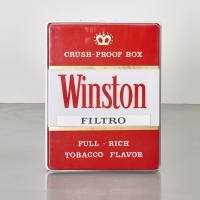 CRUSH-PROOF BOX
Winston
FILTRO
FULL - RICH
TOBACCO FLAVOR